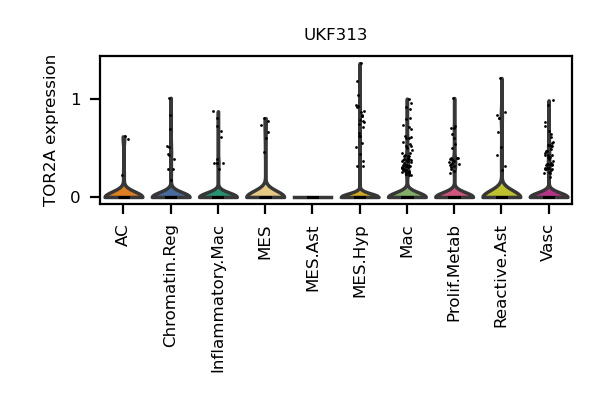 UKF313
TOR2A expression
1
0
AC
Chromatin.Reg
Inflammatory.Mac
MES
MES.Ast
MES.Hyp
Mac
Prolif.Metab
Reactive.Ast
Vasc